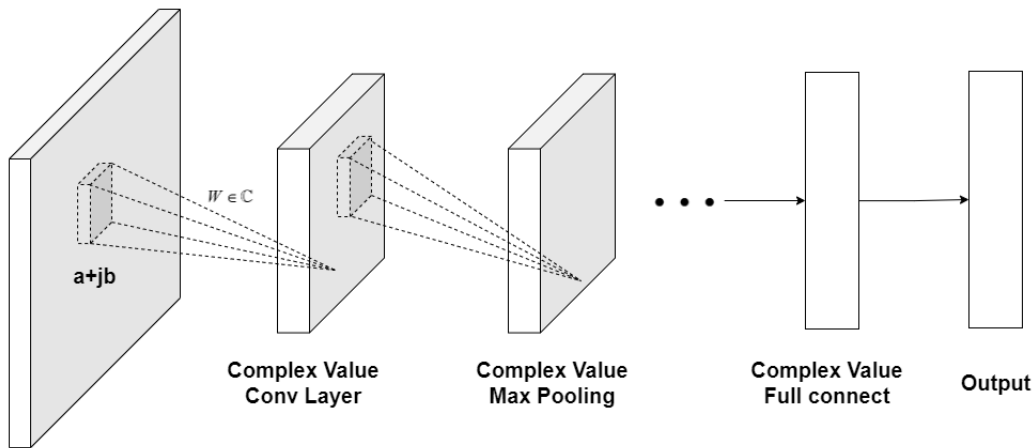 W ∈ ℂ
a+jb
Complex Value
Conv Layer
Complex Value
Max Pooling
Complex Value
Full connect
Output